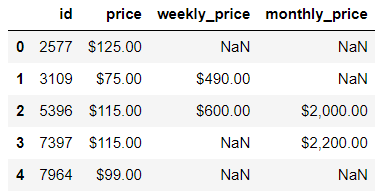 id price weekly_price monthly_price
0 2577 $125.00 NaN NaN
1 3109 $75.00 $490.00 NaN
2 5396 $115.00 $600.00 $2,000.00
3 7397 $115.00 NaN $2,200.00
4 7964 $99.00 NaN NaN